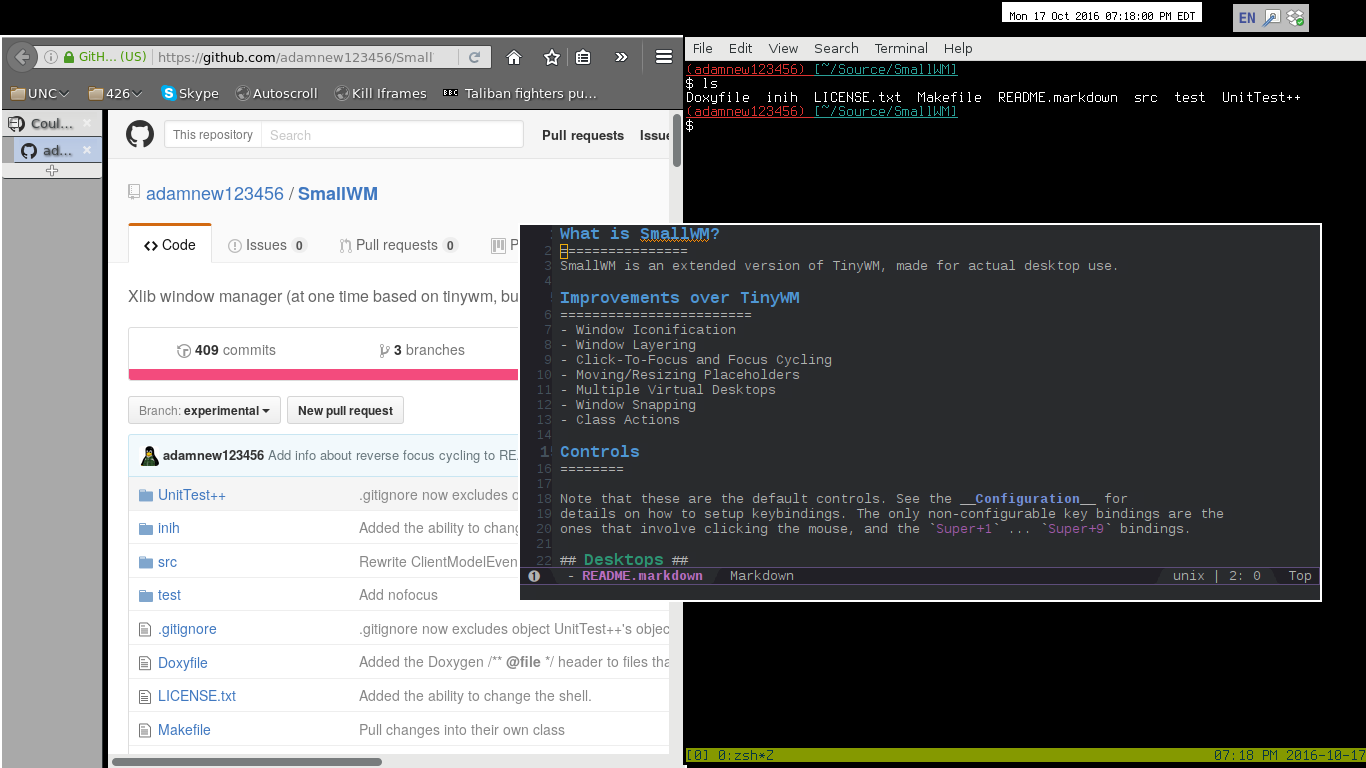 Mon 17 Oct 2016 07:18:00 PM EDT
EN
GitH... (US)
https://github.com/adamnew123456/Small
»
UNC
426
Skype
Autoscroll
Kill Iframes
BBC Taliban fighters pu...
»
Coul...
ad...
This repository
Search
Pull requests
Issue
adamnew123456 / SmallWM
Code
Issues 0
Pull requests 0
P
Xlib window manager (at one time based on tinywm, bu
409 commits
3 branches
Branch: experimental
New pull request
adamnew123456 Add info about reverse focus cycling to RE
UnitTest++
.gitignore now excludes o
inih
Added the ability to chang
src
Rewrite ClientModelEven
test
Add nofocus
.gitignore
.gitignore now excludes object UnitTest++'s objec
Doxyfile
Added the Doxygen /** @file */ header to files tha
LICENSE.txt
Added the ability to change the shell.
Makefile
Pull changes into their own class
File Edit View Search Terminal Help
(adamnew123456) [~/Source/SmallWM]
$ ls
Doxyfile inih LICENSE.txt Makefile README.markdown src test UnitTest++
(adamnew123456) [~/Source/SmallWM]
$
What is SmallWM?
2 ===============
3 SmallWM is an extended version of TinyWM, made for actual desktop use.
4
Improvements over TinyWM
6 ========================
7 - Window Iconification
8 - Window Layering
9 - Click-To-Focus and Focus Cycling
10 - Moving/Resizing Placeholders
11 - Multiple Virtual Desktops
12 - Window Snapping
13 - Class Actions
14
15 Controls
16 ========
17
18 Note that these are the default controls. See the __Configuration__ for
19 details on how to setup keybindings. The only non-configurable key bindings are the
20 ones that involve clicking the mouse, and the `Super+1` ... `Super+9` bindings.
21
22 ## Desktops ##
1 - README.markdown Markdown unix | 2: 0 Top
[0] 0:zsh*Z 07:18 PM 2016-10-17